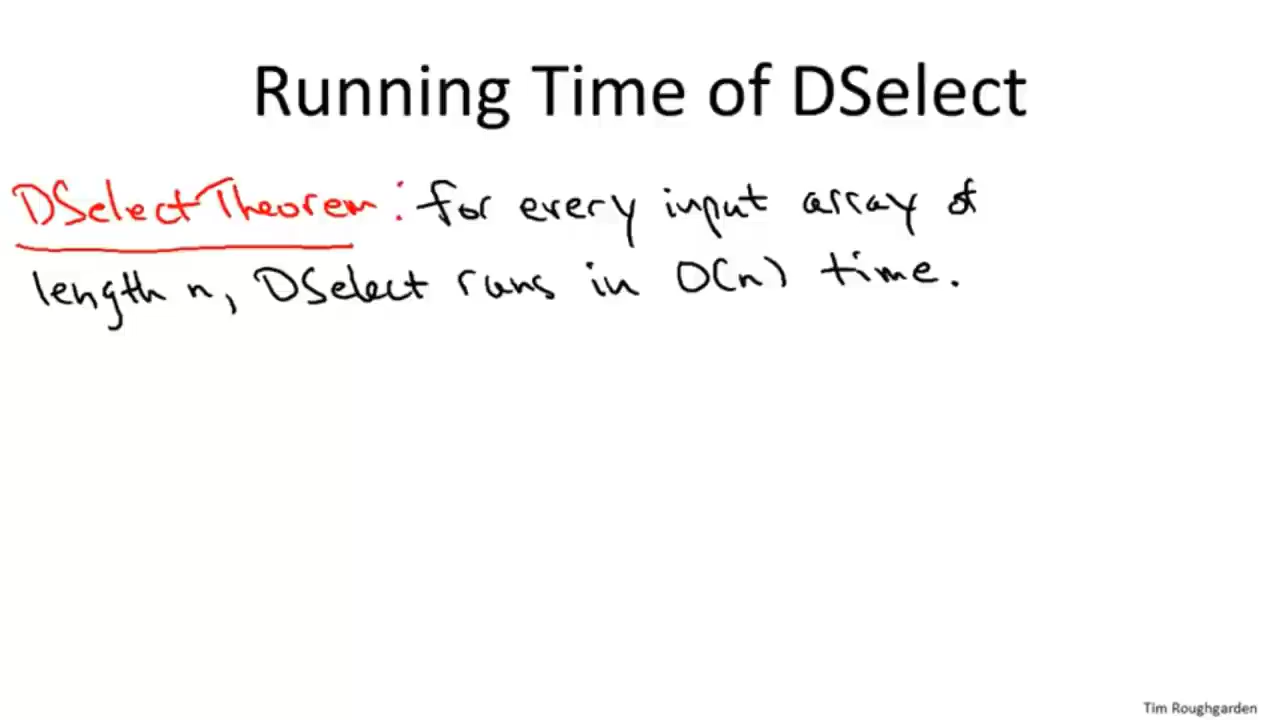 Running Time of DSelect
DSelect Theorem : for every input array of
length n, DSelect runs in O(n) time.
Tim Roughgarden